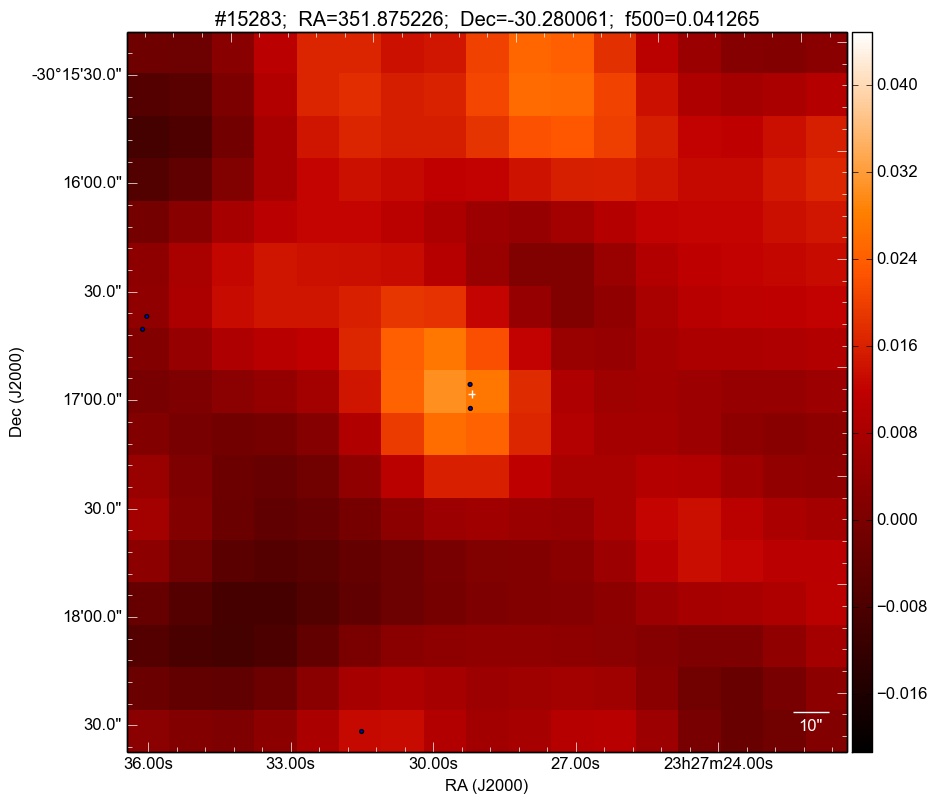 #15283;  RA=351.875226;  Dec=-30.280061;  f500=0.041265
-30°15'30.0"
16'00.0"
30.0"
17'00.0"
30.0"
18'00.0"
30.0"
Dec (J2000)
0.040
0.032
0.024
0.016
0.008
0.000
−0.008
−0.016
10"
36.00s
33.00s
30.00s
27.00s
23h27m24.00s
RA (J2000)